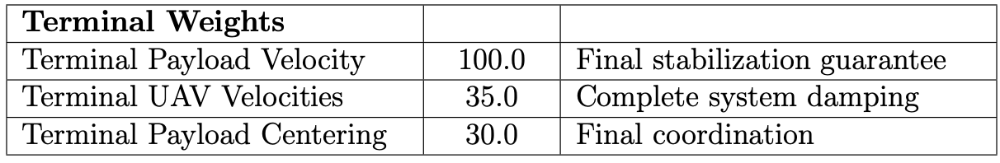 Terminal Weights
Terminal Payload Velocity 100.0 Final stabilization guarantee
Terminal UAV Velocities 35.0 Complete system damping
Terminal Payload Centering 30.0 Final coordination